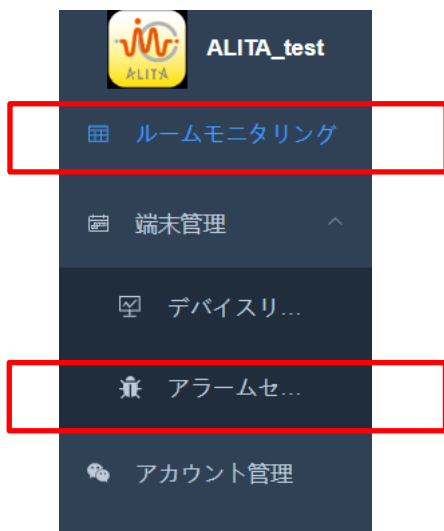 ALITA
ALITA_test
ルームモニタリング
端末管理
デバイスリ...
アラームセ...
アカウント管理